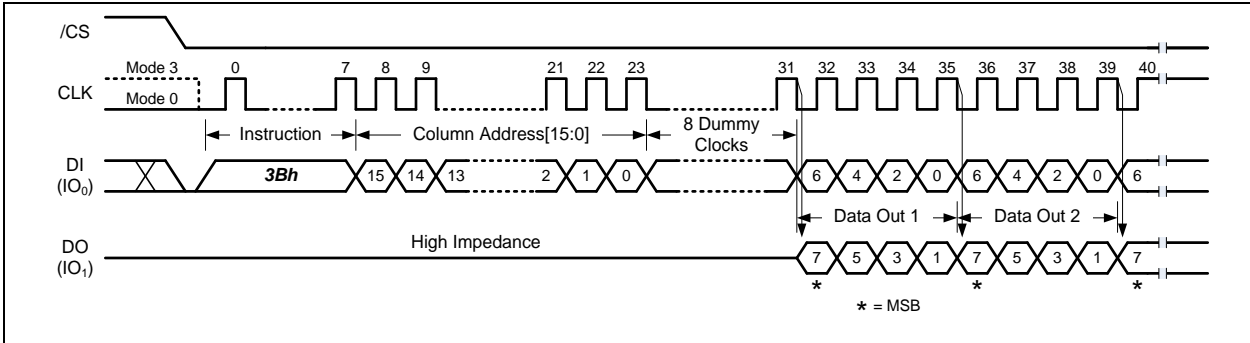 /CS
Mode 3 0 7 8 9 21 22 23 31 32 33 34 35 36 37 38 39 40
CLK Mode 0
Instruction Column Address[15:0] 8 Dummy Clocks
DI (IO0) 3Bh 15 14 13 2 1 0 6 4 2 0 6 4 2 0 6
Data Out 1 Data Out 2
DO (IO1) High Impedance 7 5 3 1 7 5 3 1 7
* * *
* = MSB